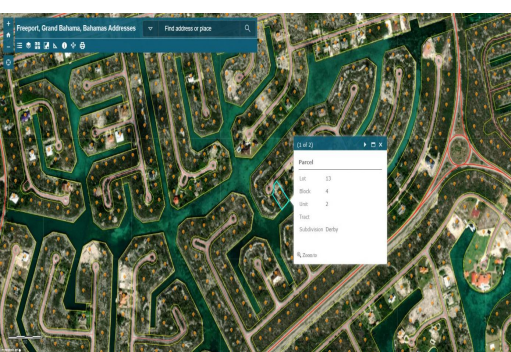 Freeport, Grand Bahama, Bahamas Addresses
Find address or place
(1 of 2)
Parcel
Lot 13
Block 4
Unit 2
Tract
Subdivision Derby
Zoom to